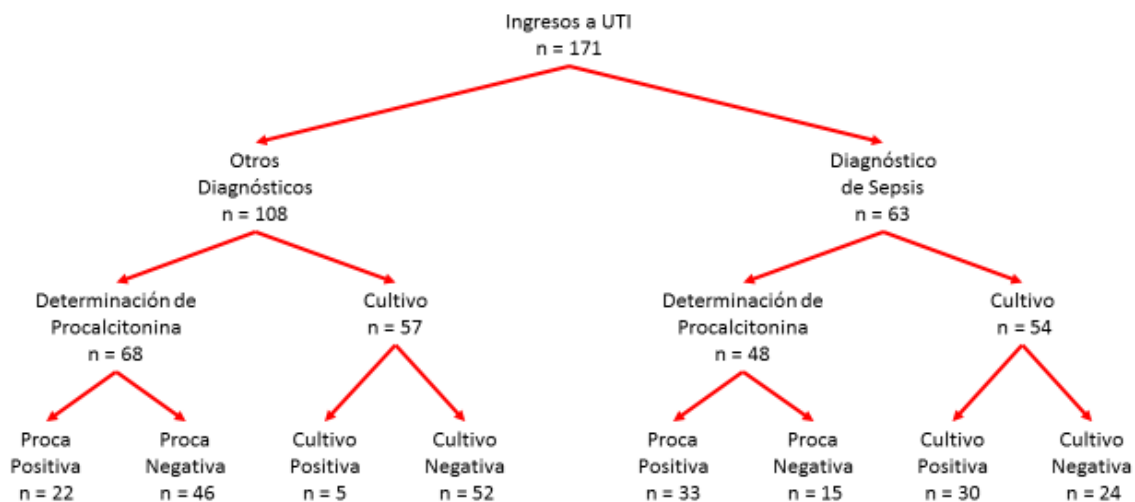 Ingresos a UTI
n = 171
Otros
Diagnósticos
n = 108
Diagnóstico
de Sepsis
n = 63
Determinación de
Procalcitonina
n = 68
Cultivo
n = 57
Determinación de
Procalcitonina
n = 48
Cultivo
n = 54
Proca
Positiva
n = 22
Proca
Negativa
n = 46
Cultivo
Positiva
n = 5
Cultivo
Negativa
n = 52
Proca
Positiva
n = 33
Proca
Negativa
n = 15
Cultivo
Positiva
n = 30
Cultivo
Negativa
n = 24